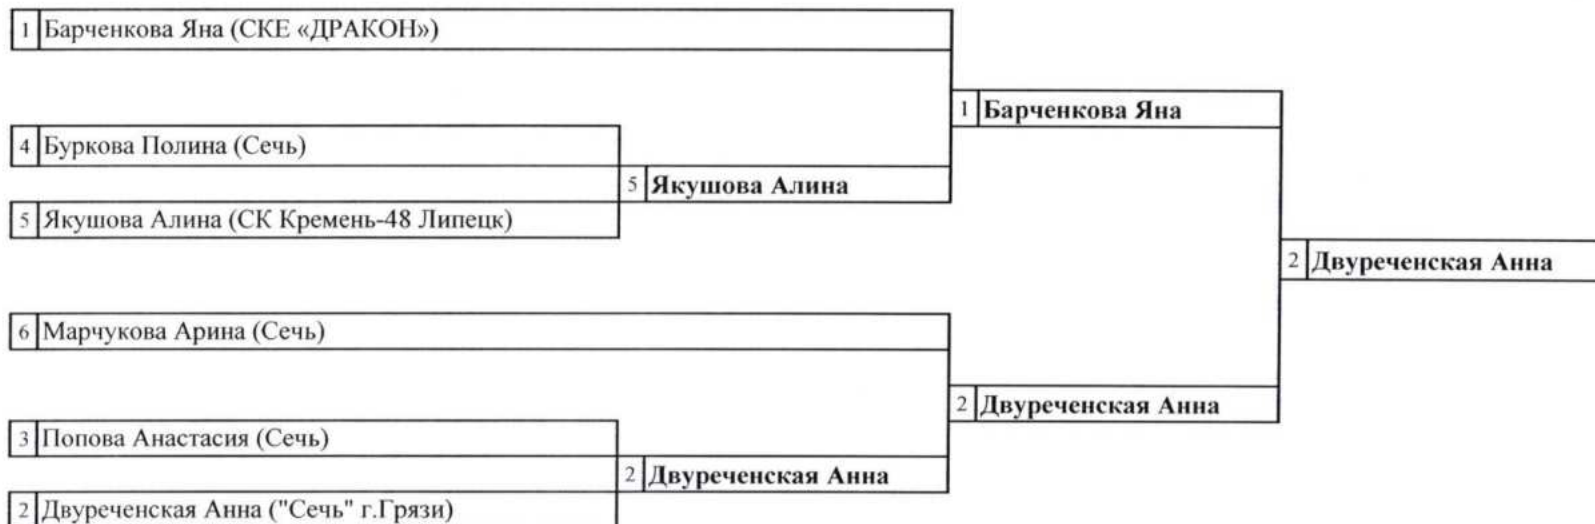 1 Барченкова Яна (СКЕ «ДРАКОН»)
1 Барченкова Яна
4 Буркова Полина (Сечь)
5 Якушова Алина
5 Якушова Алина (СК Кремень-48 Липецк)
2 Двуреченская Анна
6 Марчукова Арина (Сечь)
2 Двуреченская Анна
3 Попова Анастасия (Сечь)
2 Двуреченская Анна
2 Двуреченская Анна ("Сечь" г.Грязи)